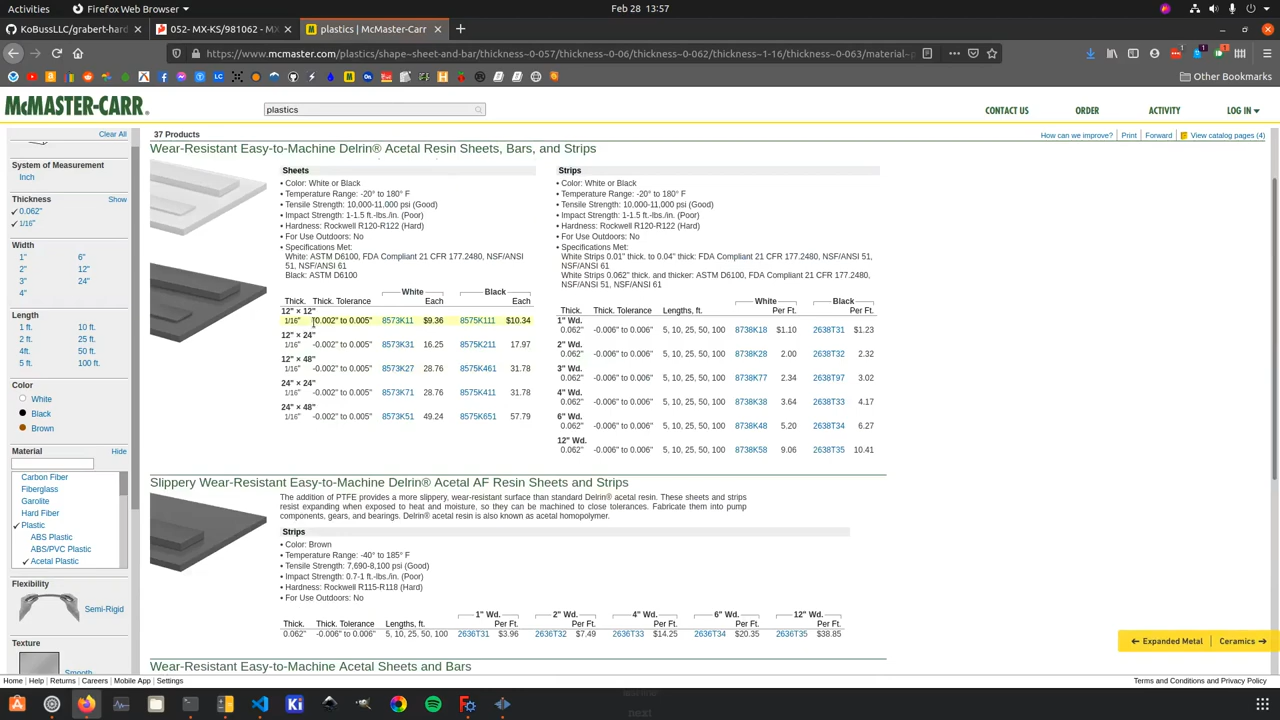 Activities
Firefox Web Browser
Feb 28 13:57
KoBussLLC/grabert-hard
052- MX-KS/981062 - MX
plastics | McMaster-Carr
https://www.mcmaster.com/plastics/shape~sheet-and-bar/thickness~0-057/thickness~0-06/thickness~0-062/thickness~1-16/thickness~0-063/material~p
Other Bookmarks
McMASTER-CARR®
plastics
CONTACT US
ORDER
ACTIVITY
LOG IN
Clear All
37 Products
How can we improve?
Print
Forward
View catalog pages (4)
System of Measurement
Inch
Thickness Show
0.062"
1/16"
Width
1" 6"
2" 12"
3" 24"
4"
Length
1 ft. 10 ft.
2 ft. 25 ft.
4ft. 50 ft.
5 ft. 100 ft.
Color
White
Black
Brown
Material Hide
Carbon Fiber
Fiberglass
Garolite
Hard Fiber
Plastic
ABS Plastic
ABS/PVC Plastic
Acetal Plastic
Flexibility
Semi-Rigid
Texture
Wear-Resistant Easy-to-Machine Delrin® Acetal Resin Sheets, Bars, and Strips
Sheets
• Color: White or Black
• Temperature Range: -20° to 180° F
• Tensile Strength: 10,000-11,000 psi (Good)
• Impact Strength: 1-1.5 ft.-lbs./in. (Poor)
• Hardness: Rockwell R120-R122 (Hard)
• For Use Outdoors: No
• Specifications Met:
White: ASTM D6100, FDA Compliant 21 CFR 177.2480, NSF/ANSI
51, NSF/ANSI 61
Black: ASTM D6100
White Black
Thick. Thick. Tolerance Each Each
12" × 12"
1/16" -0.002" to 0.005" 8573K11 $9.36 8575K111 $10.34
12" × 24"
1/16" -0.002" to 0.005" 8573K31 16.25 8575K211 17.97
12" × 48"
1/16" -0.002" to 0.005" 8573K27 28.76 8575K461 31.78
24" × 24"
1/16" -0.002" to 0.005" 8573K71 28.76 8575K411 31.78
24" × 48"
1/16" -0.002" to 0.005" 8573K51 49.24 8575K651 57.79
Strips
• Color: White or Black
• Temperature Range: -20° to 180° F
• Tensile Strength: 10,000-11,000 psi (Good)
• Impact Strength: 1-1.5 ft.-lbs./in. (Poor)
• Hardness: Rockwell R120-R122 (Hard)
• For Use Outdoors: No
• Specifications Met:
White Strips 0.01" thick. to 0.04" thick: FDA Compliant 21 CFR 177.2480,
NSF/ANSI 51, NSF/ANSI 61
White Strips 0.062" thick. and thicker: ASTM D6100, FDA Compliant 21 CFR 177.2480,
NSF/ANSI 51, NSF/ANSI 61
White Black
Thick. Thick. Tolerance Lengths, ft. Per Ft. Per Ft.
1" Wd.
0.062" -0.006" to 0.006" 5, 10, 25, 50, 100 8738K18 $1.10 2638T31 $1.23
2" Wd.
0.062" -0.006" to 0.006" 5, 10, 25, 50, 100 8738K28 2.00 2638T32 2.32
3" Wd.
0.062" -0.006" to 0.006" 5, 10, 25, 50, 100 8738K77 2.34 2638T97 3.02
4" Wd.
0.062" -0.006" to 0.006" 5, 10, 25, 50, 100 8738K38 3.64 2638T33 4.17
6" Wd.
0.062" -0.006" to 0.006" 5, 10, 25, 50, 100 8738K48 5.20 2638T34 6.27
12" Wd.
0.062" -0.006" to 0.006" 5, 10, 25, 50, 100 8738K58 9.06 2638T35 10.41
Slippery Wear-Resistant Easy-to-Machine Delrin® Acetal AF Resin Sheets and Strips
The addition of PTFE provides a more slippery, wear-resistant surface than standard Delrin® acetal resin. These sheets and strips
resist expanding when exposed to heat and moisture, so they can be machined to close tolerances. Fabricate them into pump
components, gears, and bearings. Delrin® acetal resin is also known as acetal homopolymer.
Strips
• Color: Brown
• Temperature Range: -40° to 185° F
• Tensile Strength: 7,690-8,100 psi (Good)
• Impact Strength: 0.7-1 ft.-lbs./in. (Poor)
• Hardness: Rockwell R115-R118 (Hard)
• For Use Outdoors: No
1" Wd. 2" Wd. 4" Wd. 6" Wd. 12" Wd.
Thick. Thick. Tolerance Lengths, ft. Per Ft. Per Ft. Per Ft. Per Ft. Per Ft.
0.062" -0.006" to 0.006" 5, 10, 25, 50, 100 2636T31 $3.96 2636T32 $7.49 2636T33 $14.25 2636T34 $20.35 2636T35 $38.85
Wear-Resistant Easy-to-Machine Acetal Sheets and Bars
Expanded Metal
Ceramics
Home | Help | Returns | Careers | Mobile App | Settings
Terms and Conditions and Privacy Policy
next